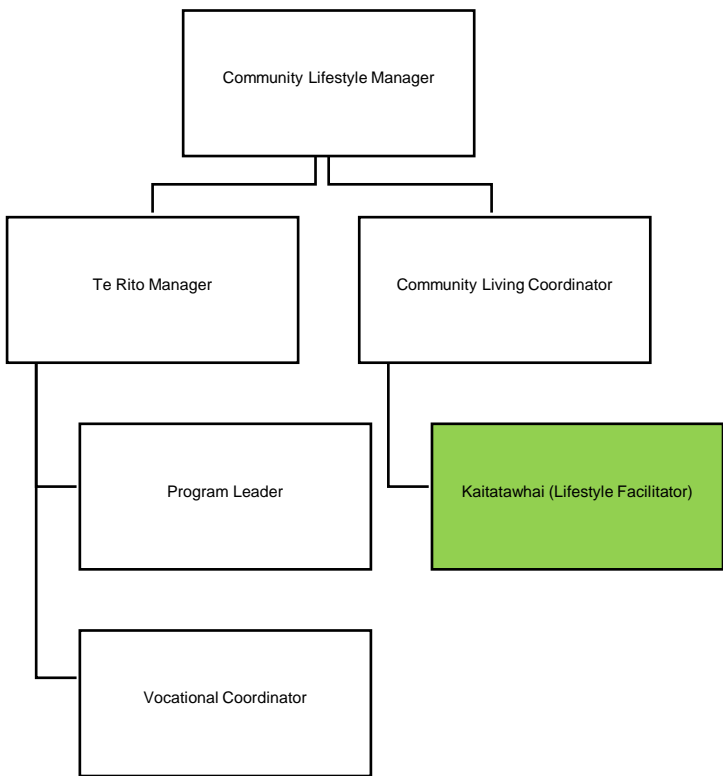 Community Lifestyle Manager
Te Rito Manager
Community Living Coordinator
Program Leader
Kaitatawhai (Lifestyle Facilitator)
Vocational Coordinator